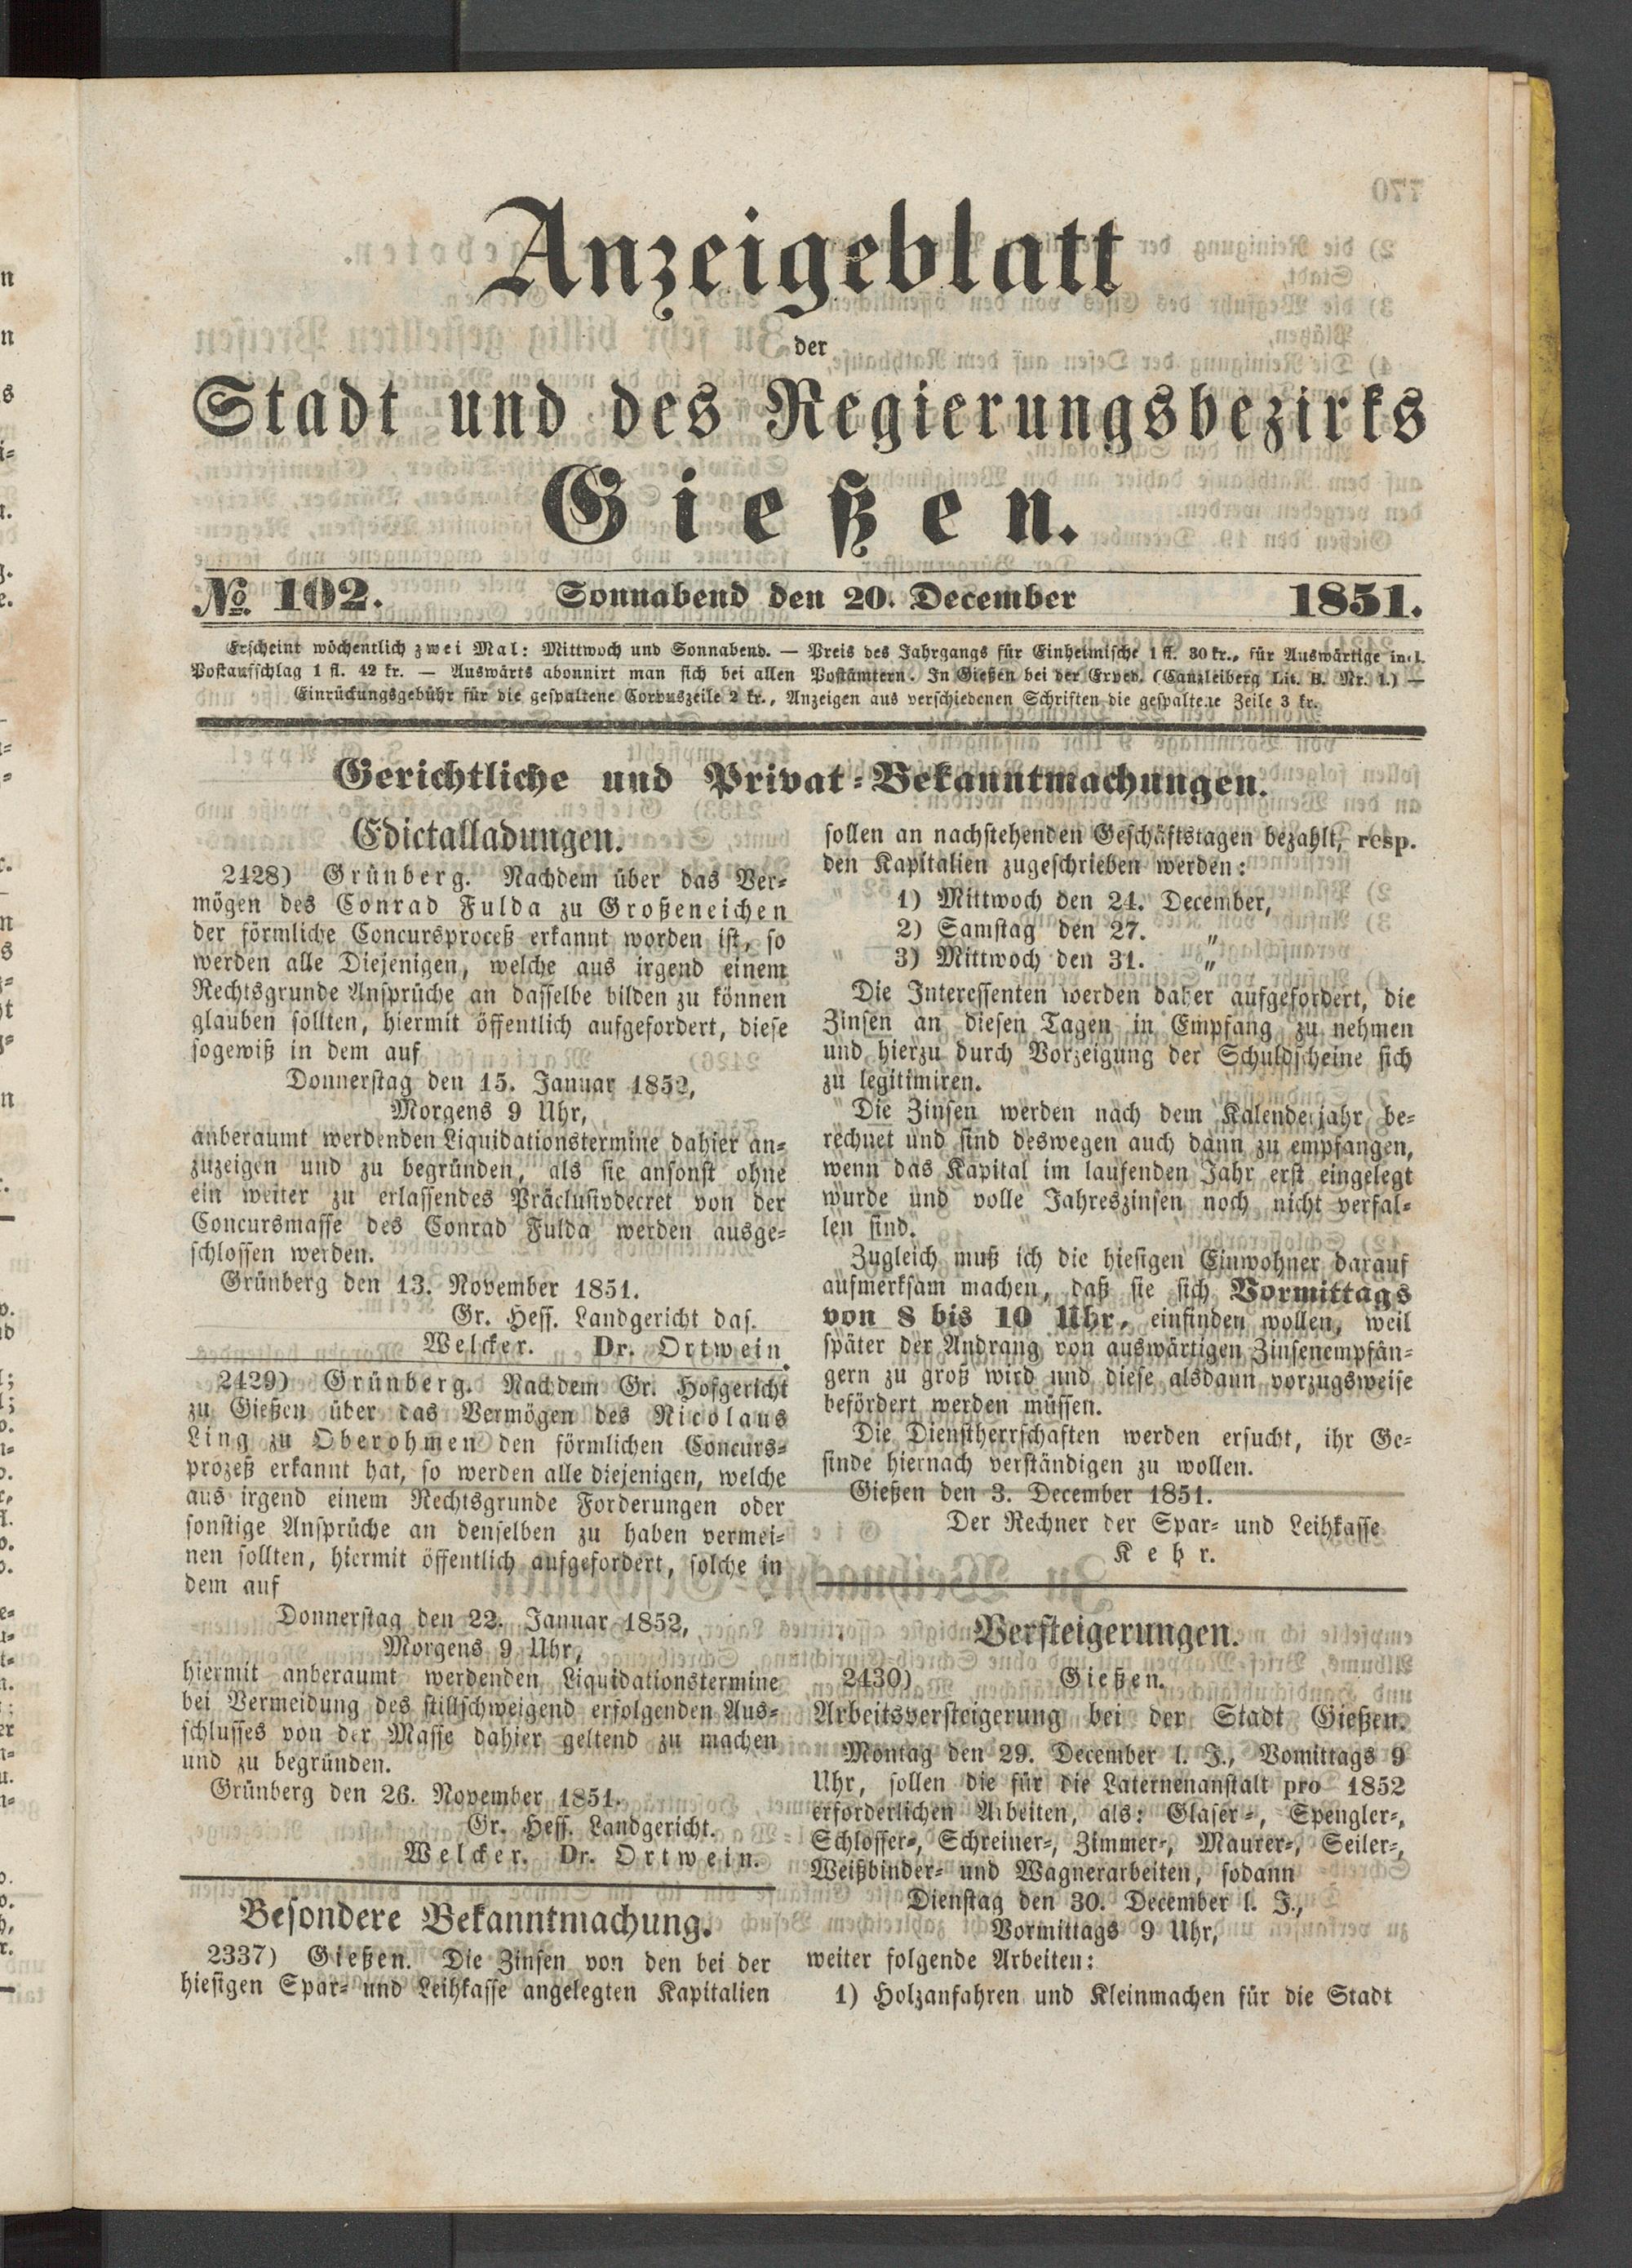 Anzeigeblatt
der
Stadt und des Regierungsbezirks
Gießen.
No. 102. Sonnabend den 20. December 1851.
Erscheint wöchentlich zwei Mal: Mittwoch und Sonnabend. — Preis des Jahrgangs für Einheimische 1 fl. 30 kr., für Auswärtige incl.
Postaufschlag 1 fl. 42 kr. — Auswärts abonnirt man sich bei allen Postämtern. In Gießen bei der Exped. (Canzleiberg Lit. B. Nr. 1.) —
Einrückungsgebühr für die gespaltene Corpuszeile 2 kr., Anzeigen aus verschiedenen Schriften die gespaltene Zeile 3 kr.
Gerichtliche und Privat-Bekanntmachungen.
Edictalladungen.
2428) Grünberg. Nachdem über das Ver-
mögen des Conrad Fulda zu Großeneichen
der förmliche Concursproceß erkannt worden ist, so
werden alle Diejenigen, welche aus irgend einem
Rechtsgrunde Ansprüche an dasselbe bilden zu können
glauben sollten, hiermit öffentlich aufgefordert, diese
sogewiß in dem auf
Donnerstag den 15. Januar 1852,
Morgens 9 Uhr,
anberaumt werdenden Liquidationstermine dahier an-
zuzeigen und zu begründen, als sie ansonst ohne
ein weiter zu erlassendes Präclusivdecret von der
Concursmasse des Conrad Fulda werden ausge-
schlossen werden.
Grünberg den 13. November 1851.
Gr. Hess. Landgericht das.
Welcker. Dr. Ortwein.
2429) Grünberg. Nachdem Gr. Hofgericht
zu Gießen über das Vermögen des Nicolaus
Ling zu Oberohmen den förmlichen Concurs-
prozeß erkannt hat, so werden alle diejenigen, welche
aus irgend einem Rechtsgrunde Forderungen oder
sonstige Ansprüche an denselben zu haben vermei-
nen sollten, hiermit öffentlich aufgefordert, solche in
dem auf
Donnerstag den 22. Januar 1852,
Morgens 9 Uhr,
hiermit anberaumt werdenden Liquidationstermine
bei Vermeidung des stillschweigend erfolgenden Aus-
schlusses von der Masse dahier geltend zu machen
und zu begründen.
Grünberg den 26. November 1851.
Gr. Hess. Landgericht.
Welcker. Dr. Ortwein.
Besondere Bekanntmachung.
2337) Gießen. Die Zinsen von den bei der
hiesigen Spar- und Leihkasse angelegten Kapitalien
sollen an nachstehenden Geschäftstagen bezahlt, resp.
den Kapitalien zugeschrieben werden:
1) Mittwoch den 24. December,
2) Samstag den 27. „
3) Mittwoch den 31. „
Die Interessenten werden daher aufgefordert, die
Zinsen an diesen Tagen in Empfang zu nehmen
und hierzu durch Vorzeigung der Schuldscheine sich
zu legitimiren.
Die Zinsen werden nach dem Kalenderjahr be-
rechnet und sind deswegen auch dann zu empfangen,
wenn das Kapital im laufenden Jahr erst eingelegt
wurde und volle Jahreszinsen noch nicht verfal-
len sind.
Zugleich muß ich die hiesigen Einwohner darauf
aufmerksam machen, daß sie sich Vormittags
von 8 bis 10 Uhr, einfinden wollen, weil
später der Andrang von auswärtigen Zinsenempfän-
gern zu groß wird und diese alsdann vorzugsweise
befördert werden müssen.
Die Dienstherrschaften werden ersucht, ihr Ge-
sinde hiernach verständigen zu wollen.
Gießen den 3. December 1851.
Der Rechner der Spar- und Leihkasse
Kehr.
Versteigerungen.
2430) Gießen.
Arbeitsversteigerung bei der Stadt Gießen.
Montag den 29. December l. J., Vomittags 9
Uhr, sollen die für die Laternenanstalt pro 1852
erforderlichen Arbeiten, als: Glaser-, Spengler-,
Schlosser-, Schreiner-, Zimmer-, Maurer-, Seiler-,
Weißbinder- und Wagnerarbeiten, sodann
Dienstag den 30. December l. J.,
Vormittags 9 Uhr,
weiter folgende Arbeiten:
1) Holzanfahren und Kleinmachen für die Stadt